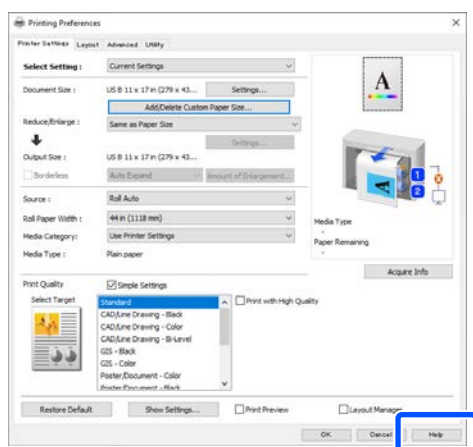 Printing Preferences
Printer Settings Layout Advanced Utility
Select Setting : Current Settings
Document Size : US B 11 x 17 in (279 x 43... Settings...
Add/Delete Custom Paper Size...
Reduce/Enlarge : Same as Paper Size
Settings...
Output Size : US B 11 x 17 in (279 x 43...
Borderless Auto Expand Amount of Enlargement...
Source : Roll Auto
Roll Paper Width : 44 in (1118 mm)
Media Category: Use Printer Settings
Media Type : Plain paper
A
A
1
2
Media Type
-
Paper Remaining
-
Acquire Info
Print Quality Simple Settings
Select Target
Standard
CAD/Line Drawing - Black
CAD/Line Drawing - Color
CAD/Line Drawing - Bi-Level
GIS - Black
GIS - Color
Poster/Document - Color
Poster/Document - Black
Print with High Quality
Restore Default Show Settings... Print Preview Layout Manager
OK Cancel Help